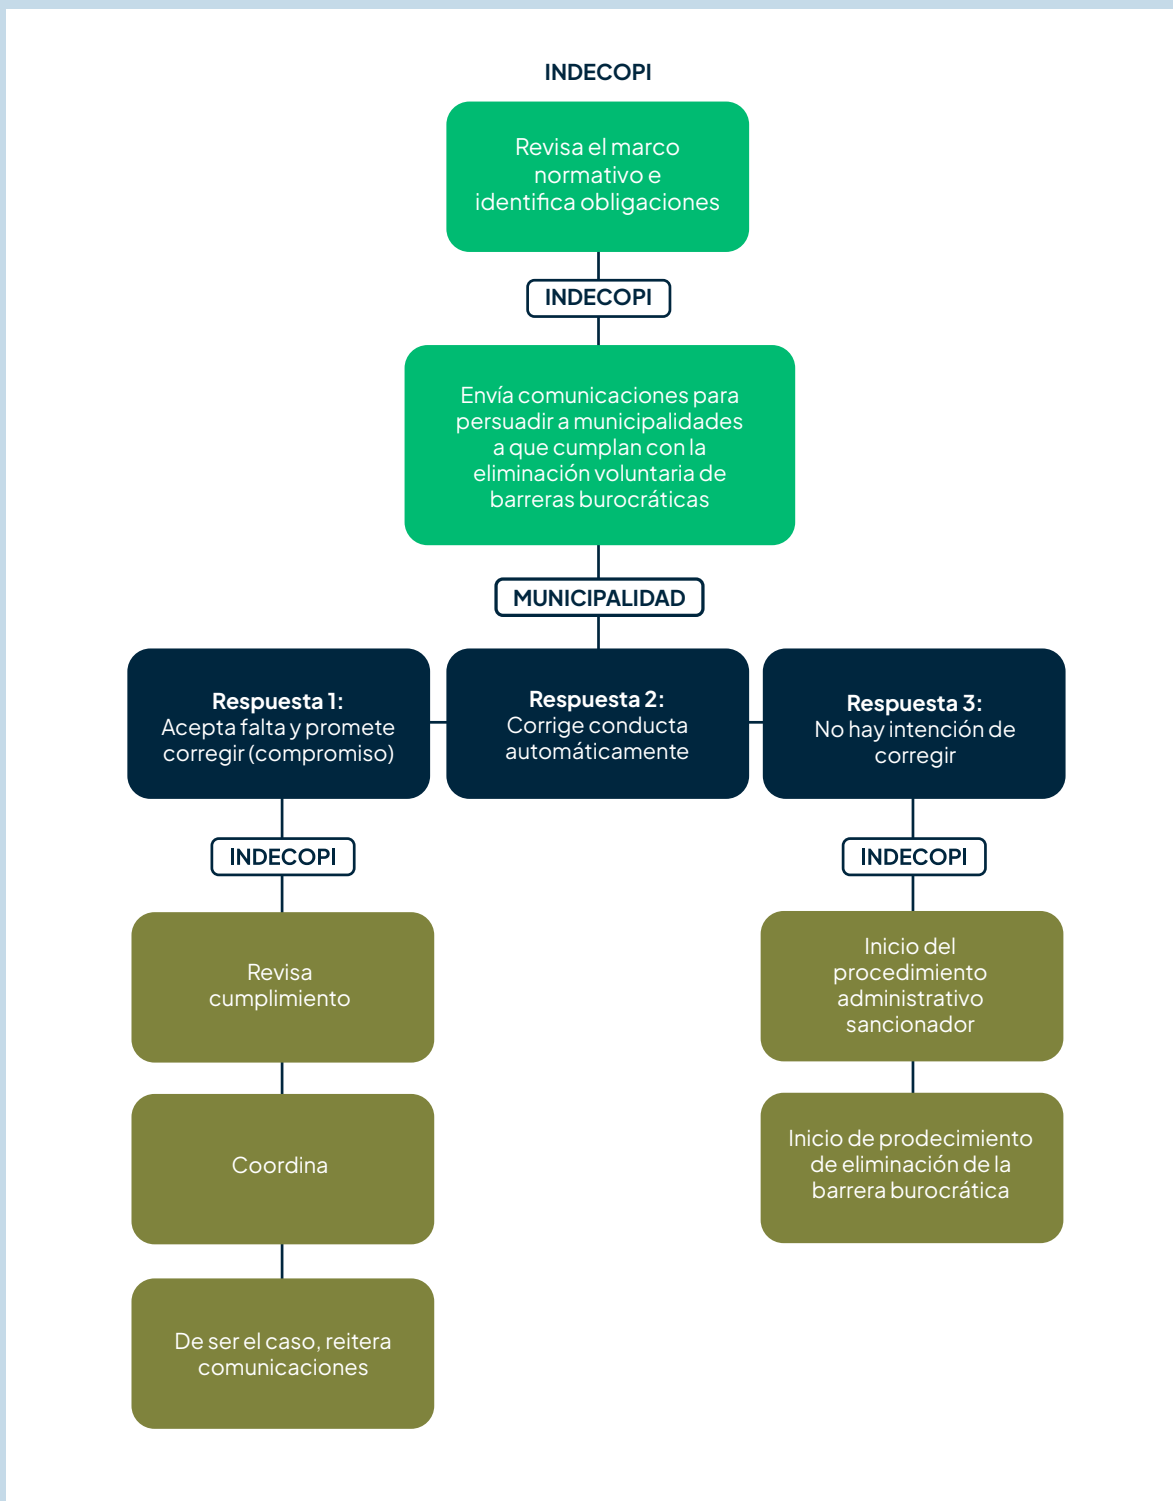 INDECOPI
Revisa el marco
normativo e
identifica obligaciones
INDECOPI
Envía comunicaciones para
persuadir a municipalidades
a que cumplan con la
eliminación voluntaria de
barreras burocráticas
MUNICIPALIDAD
Respuesta 1:
Acepta falta y promete
corregir (compromiso)
Respuesta 2:
Corrige conducta
automáticamente
Respuesta 3:
No hay intención de
corregir
INDECOPI
Revisa
cumplimiento
Coordina
De ser el caso, reitera
comunicaciones
INDECOPI
Inicio del
procedimiento
administrativo
sancionador
Inicio de prodecimiento
de eliminación de la
barrera burocrática